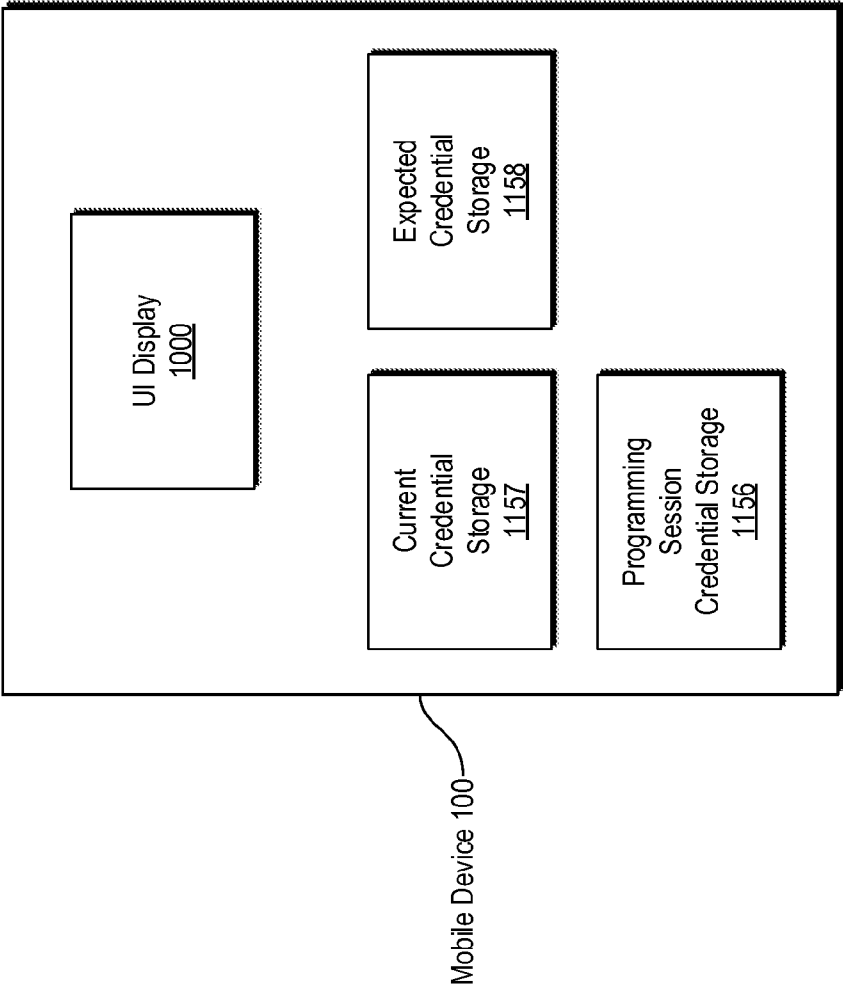 Mobile Device 100
UI Display
1000
Current
Credential
Storage
1157
Expected
Credential
Storage
1158
Programming
Session
Credential Storage
1156